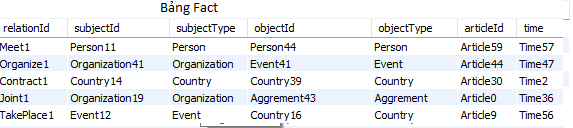 Bảng Fact
relationId subjectId subjectType objectId objectType articleId time
Meet1 Person11 Person Person44 Person Article59 Time57
Organize1 Organization41 Organization Event41 Event Article44 Time47
Contract1 Country14 Country Country39 Country Article30 Time2
Joint1 Organization19 Organization Aggrement43 Aggrement Article0 Time36
TakePlace1 Event12 Event Country16 Country Article9 Time56